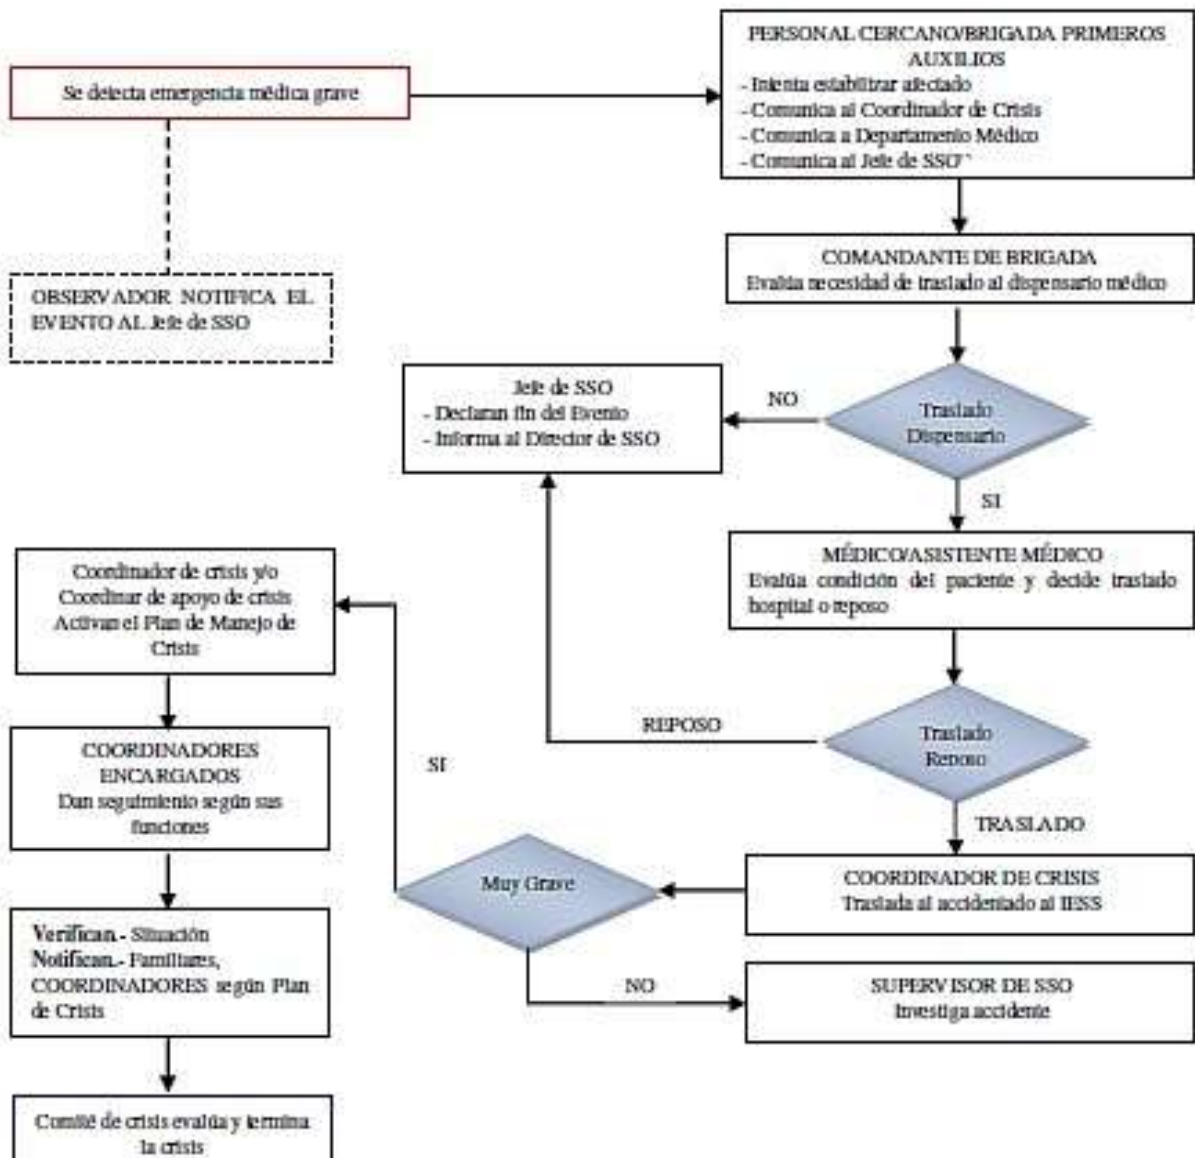 Se detecta emergencia médica grave
PERSONAL CERCANO/BRIGADA PRIMEROS
AUXILIOS
- Intenta estabilizar afectado
- Comunica al Coordinador de Crisis
- Comunica a Departamento Médico
- Comunica al Jefe de SSO
OBSERVADOR NOTIFICA EL
EVENTO AL Jefe de SSO
COMANDANTE DE BRIGADA
Evalúa necesidad de traslado al dispensario médico
Traslado
Dispensario
NO
Jefe de SSO
- Declaran fin del Evento
- Informa al Director de SSO
SI
MÉDICO/ASISTENTE MÉDICO
Evalúa condición del paciente y decide traslado
hospital o reposo
Traslado
Reposo
REPOSO
TRASLADO
COORDINADOR DE CRISIS
Traslada al accidentado al IESS
Muy Grave
NO
SUPERVISOR DE SSO
Investiga accidente
SI
Coordinador de crisis y/o
Coordinar de apoyo de crisis
Activan el Plan de Manejo de
Crisis
COORDINADORES
ENCARGADOS
Dan seguimiento según sus
funciones
Verifican.- Situación
Notifican.- Familiares,
COORDINADORES según Plan
de Crisis
Comité de crisis evalúa y termina
la crisis